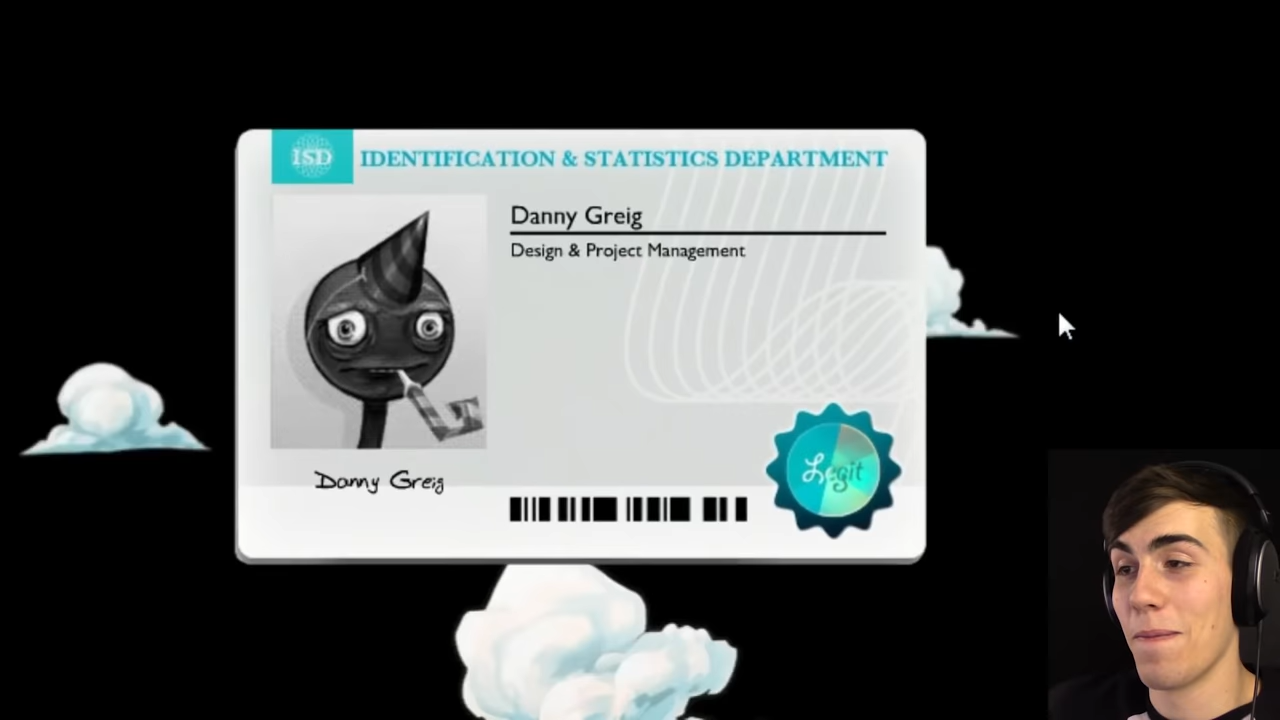 ISD
IDENTIFICATION & STATISTICS DEPARTMENT
Danny Greig
Design & Project Management
Danny Greig
Legit